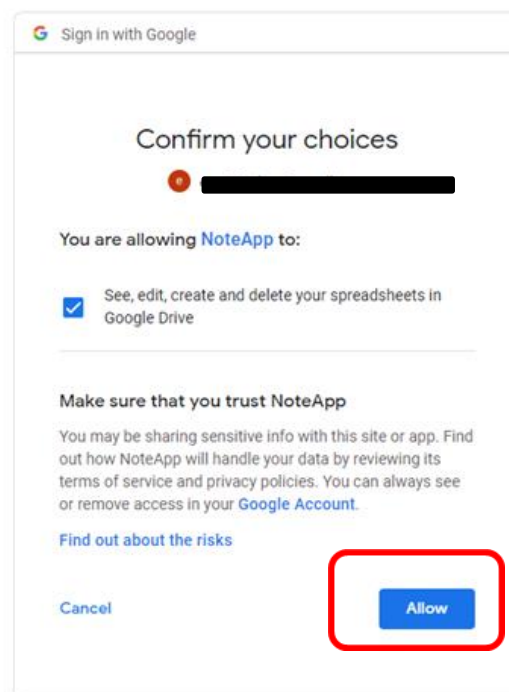 Sign in with Google
Confirm your choices
e
You are allowing NoteApp to:
See, edit, create and delete your spreadsheets in
Google Drive
Make sure that you trust NoteApp
You may be sharing sensitive info with this site or app. Find
out how NoteApp will handle your data by reviewing its
terms of service and privacy policies. You can always see
or remove access in your Google Account.
Find out about the risks
Cancel
Allow